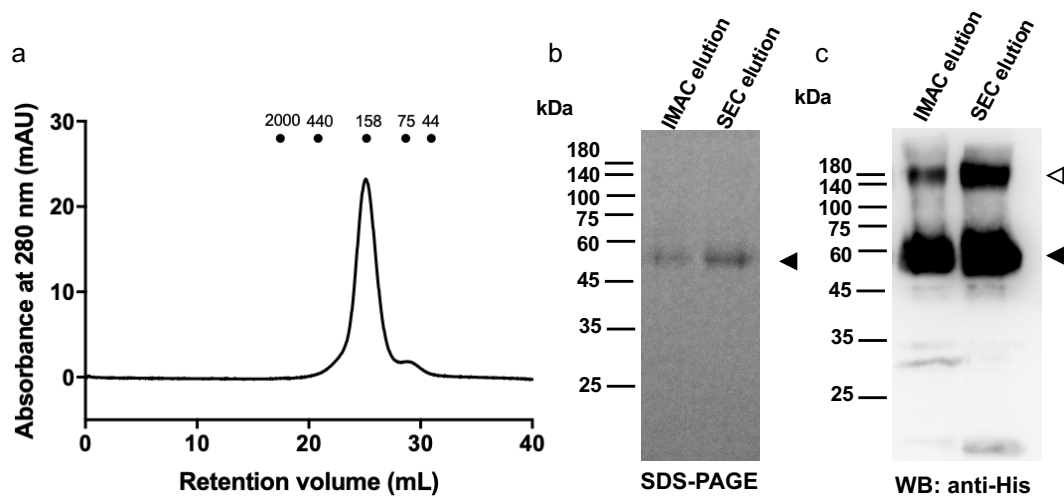 a
Absorbance at 280 nm (mAU)
30
20
10
0
2000 440 158 75 44
0 10 20 30 40
Retention volume (mL)
b
kDa
IMAC elution
SEC elution
180
140
100
75
60
45
35
25
SDS-PAGE
c
kDa
IMAC elution
SEC elution
180
140
100
75
60
45
35
25
WB: anti-His